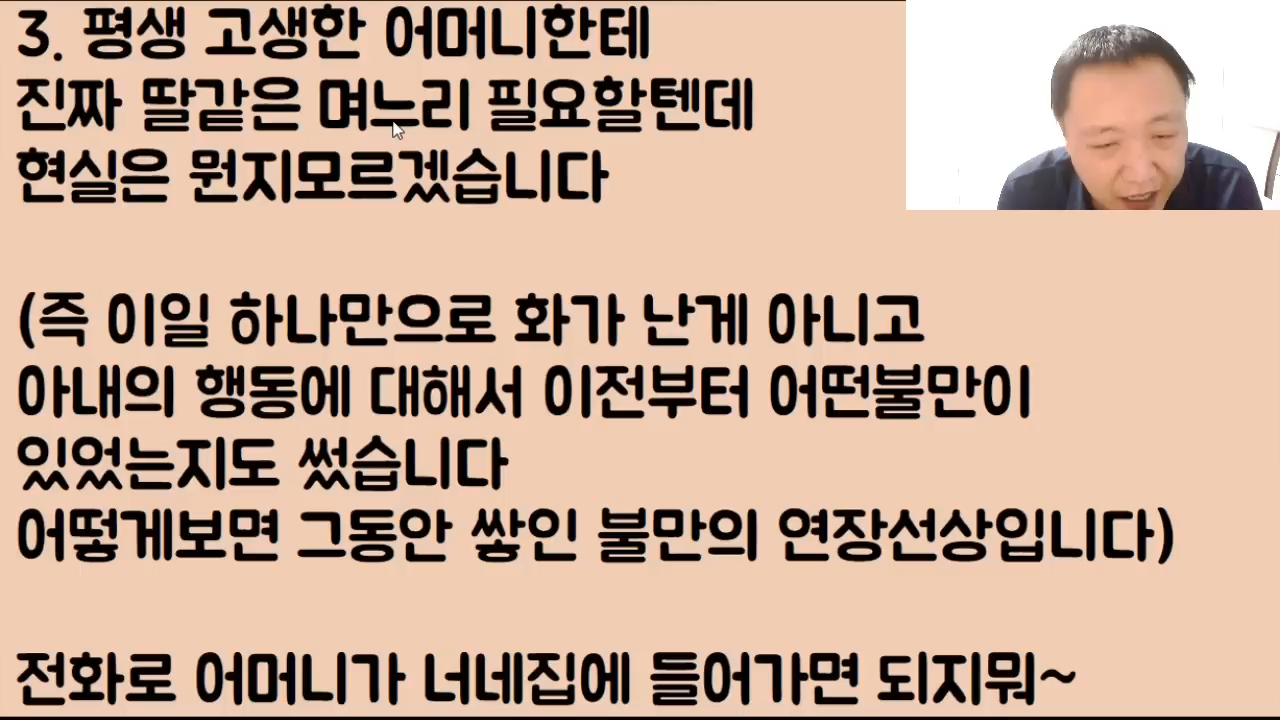 3. 평생 고생한 어머니한테
진짜 딸같은 며느리 필요할텐데
현실은 뭔지모르겠습니다
(즉 이일 하나만으로 화가 난게 아니고
아내의 행동에 대해서 이전부터 어떤불만이
있었는지도 썼습니다
어떻게보면 그동안 쌓인 불만의 연장선상입니다)
전화로 어머니가 너네집에 들어가면 되지뭐~